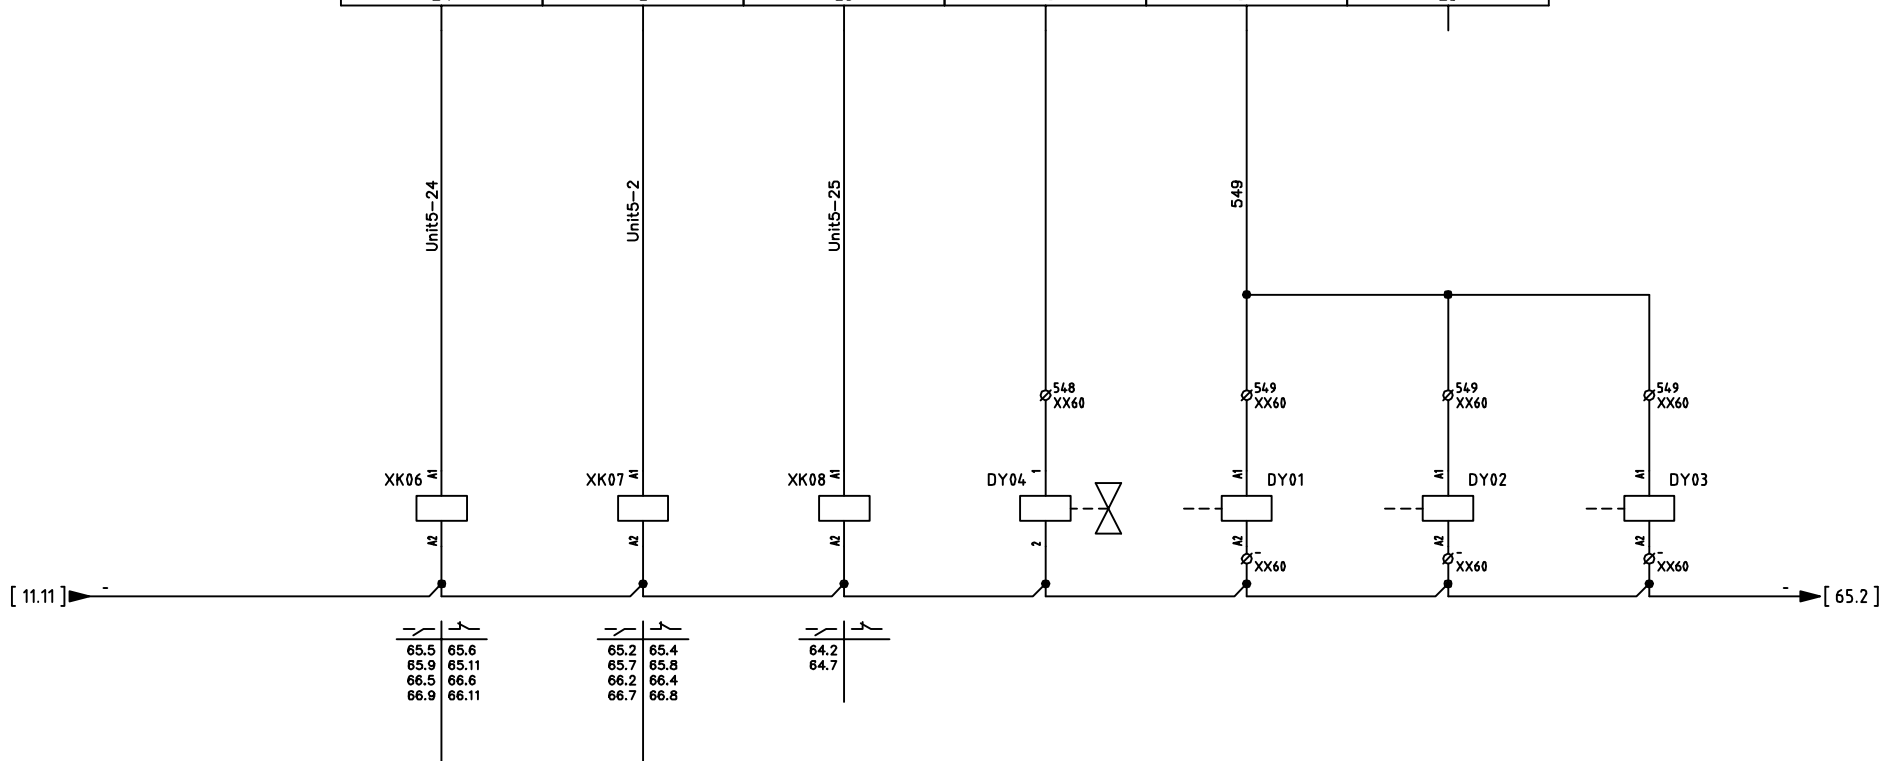 Unit5-24
Unit5-2
Unit5-25
549
548
XX60
549
XX60
549
XX60
549
XX60
XK06
A1
XK07
A1
XK08
A1
DY04
1
A1
DY01
A1
DY02
A1
DY03
A2
A2
A2
2
A2
A2
A2
-
XX60
-
XX60
-
XX60
[ 11.11 ]
-
-
[ 65.2 ]
65.5 65.6
65.9 65.11
66.5 66.6
66.9 66.11
65.2 65.4
65.7 65.8
66.2 66.4
66.7 66.8
64.2
64.7